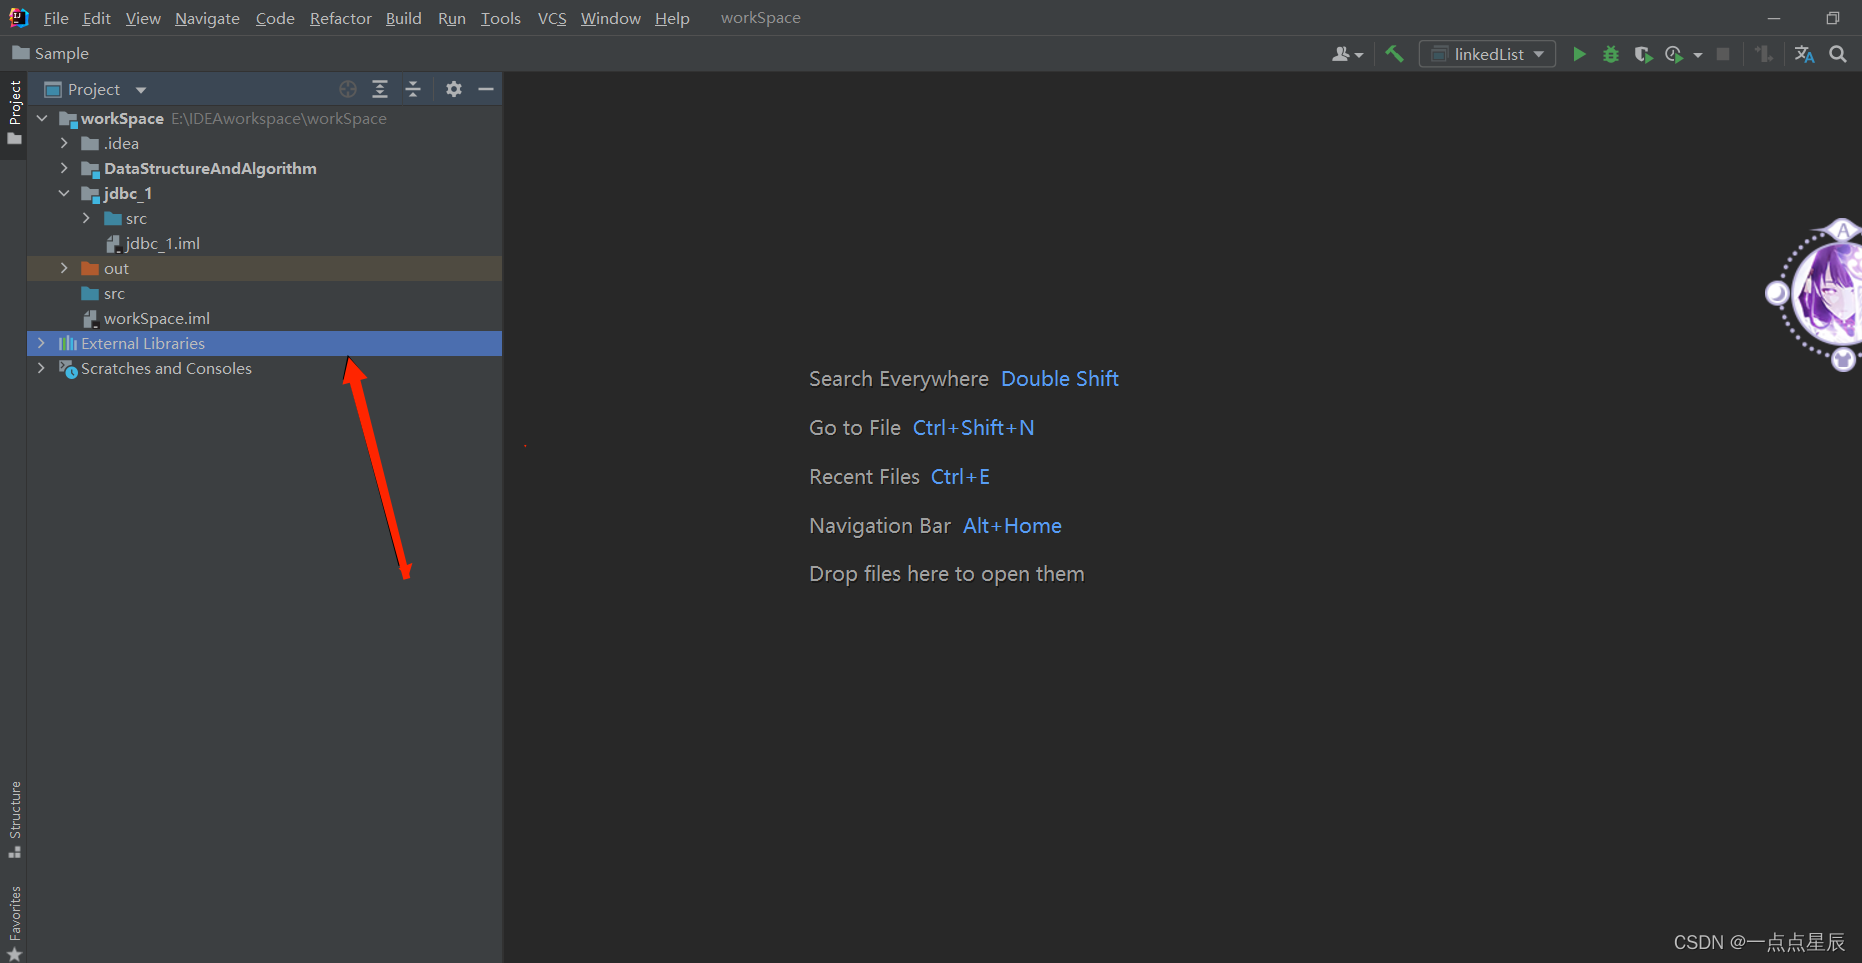 File Edit View Navigate Code Refactor Build Run Tools VCS Window Help workSpace
Sample
linkedList
Project
Project
workSpace E:\IDEAworkspace\workSpace
.idea
DataStructureAndAlgorithm
jdbc_1
src
jdbc_1.iml
out
src
workSpace.iml
External Libraries
Scratches and Consoles
A
Search Everywhere Double Shift
Go to File Ctrl+Shift+N
Recent Files Ctrl+E
Navigation Bar Alt+Home
Drop files here to open them
Structure
Favorites
CSDN @一点点星辰